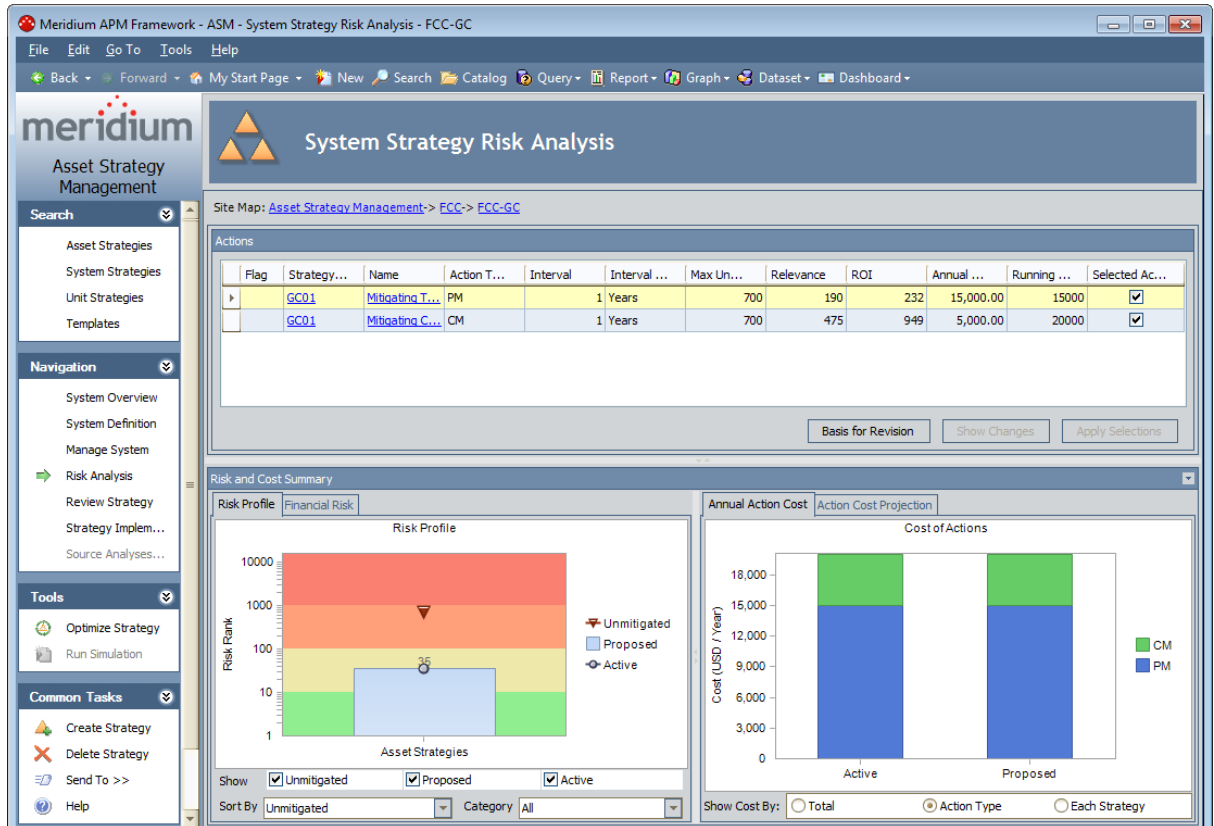 Meridium APM Framework - ASM - System Strategy Risk Analysis - FCC-GC
File Edit Go To Tools Help
Back Forward My Start Page New Search Catalog Query Report Graph Dataset Dashboard
meridium
Asset Strategy
Management
Search
Asset Strategies
System Strategies
Unit Strategies
Templates
Navigation
System Overview
System Definition
Manage System
Risk Analysis
Review Strategy
Strategy Implem...
Source Analyses...
Tools
Optimize Strategy
Run Simulation
Common Tasks
Create Strategy
Delete Strategy
Send To >>
Help
System Strategy Risk Analysis
Site Map: Asset Strategy Management-> FCC-> FCC-GC
Actions
Flag Strategy... Name Action T... Interval Interval ... Max Un... Relevance ROI Annual ... Running ... Selected Ac...
GC01 Mitigating T... PM 1 Years 700 190 232 15,000.00 15000
GC01 Mitigating C... CM 1 Years 700 475 949 5,000.00 20000
Basis for Revision Show Changes Apply Selections
Risk and Cost Summary
Risk Profile Financial Risk
Risk Profile
Risk Rank
10000
1000
100
10
1
35
Asset Strategies
Unmitigated
Proposed
Active
Show Unmitigated Proposed Active
Sort By Unmitigated Category All
Annual Action Cost Action Cost Projection
Cost of Actions
Cost (USD / Year)
18,000
15,000
12,000
9,000
6,000
3,000
0
Active Proposed
CM
PM
Show Cost By: Total Action Type Each Strategy